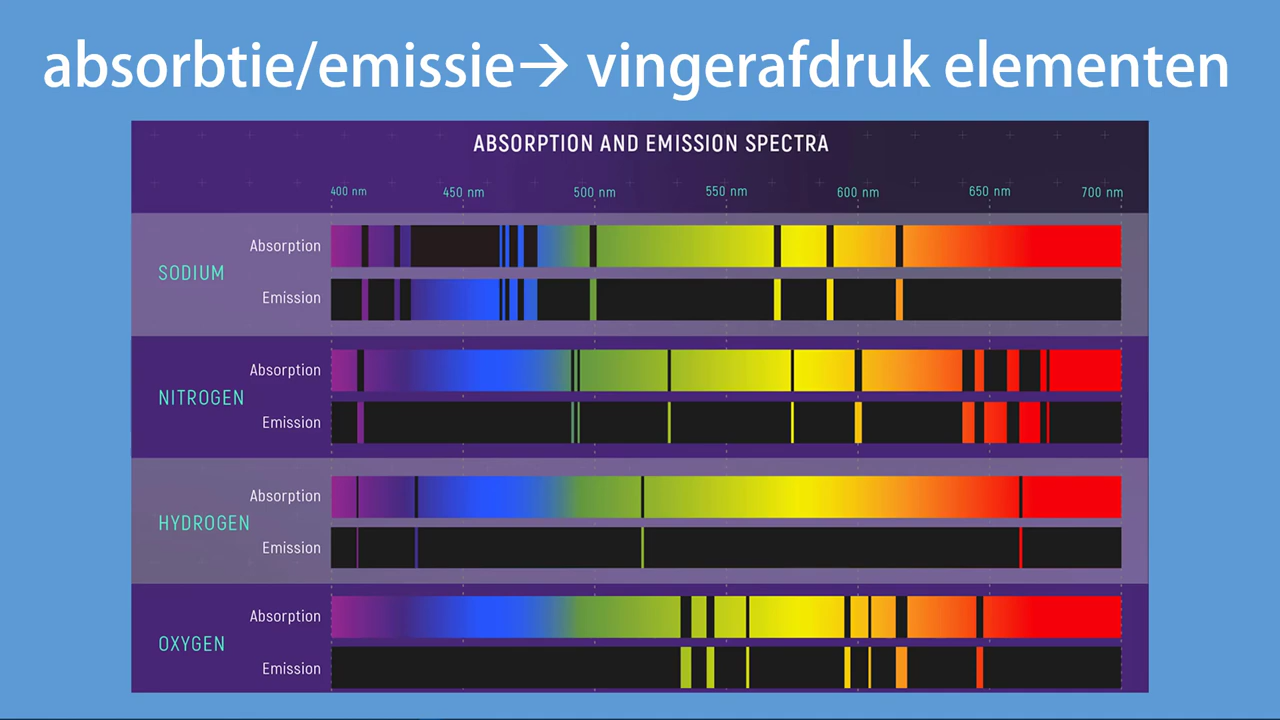 absorbtie/emissie→ vingerafdruk elementen
ABSORPTION AND EMISSION SPECTRA
400 nm 450 nm 500 nm 550 nm 600 nm 650 nm 700 nm
Absorption
SODIUM
Emission
Absorption
NITROGEN
Emission
Absorption
HYDROGEN
Emission
Absorption
OXYGEN
Emission